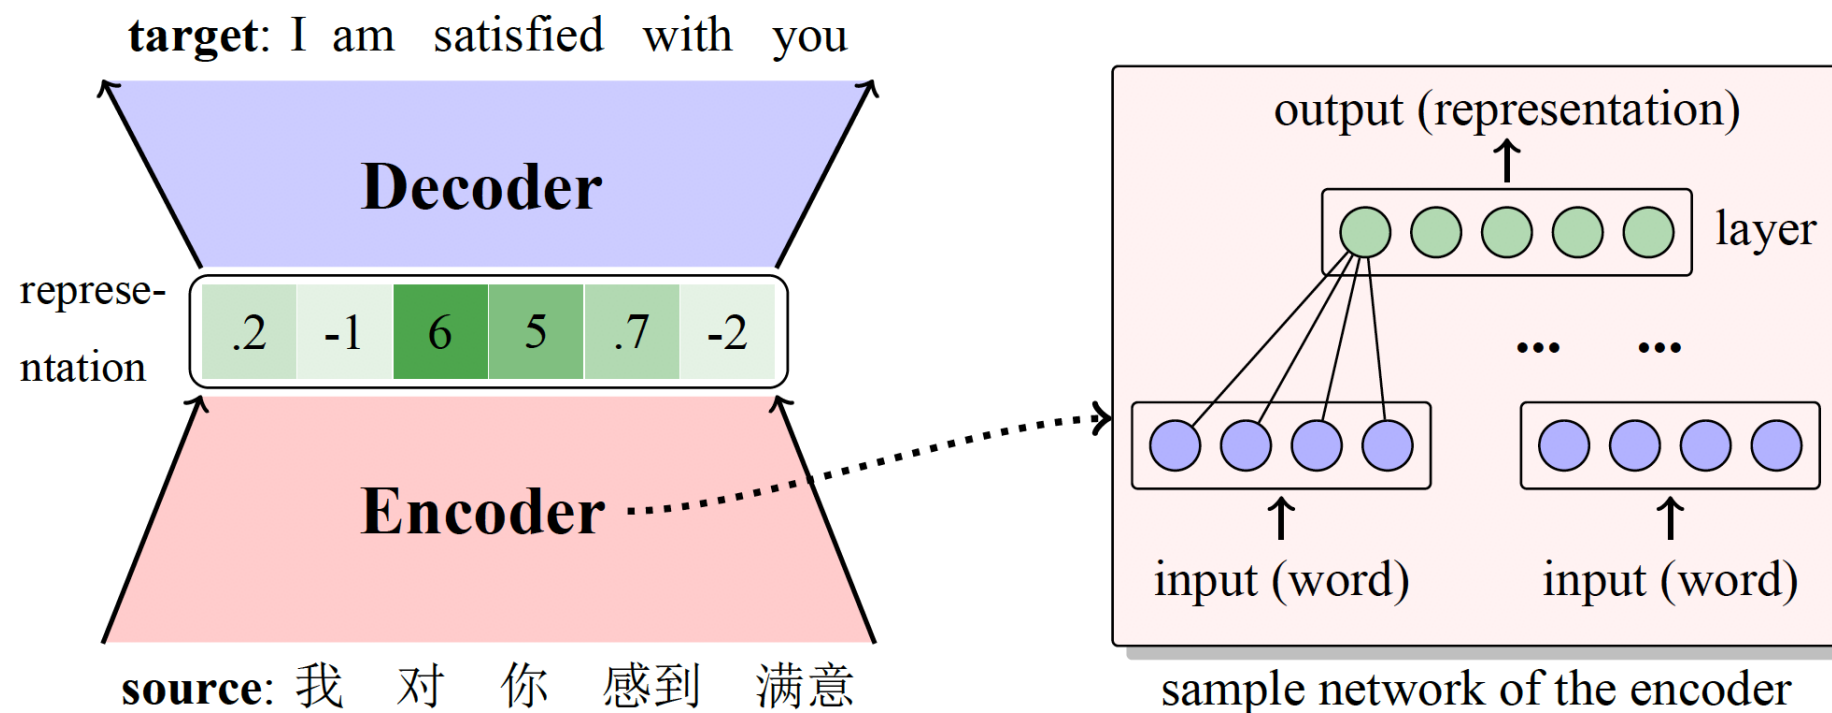 target: I am satisfied with you
Decoder
represe-
ntation
.2 -1 6 5 .7 -2
Encoder
source: 我 对 你 感到 满意
output (representation)
layer
... ...
input (word) input (word)
sample network of the encoder